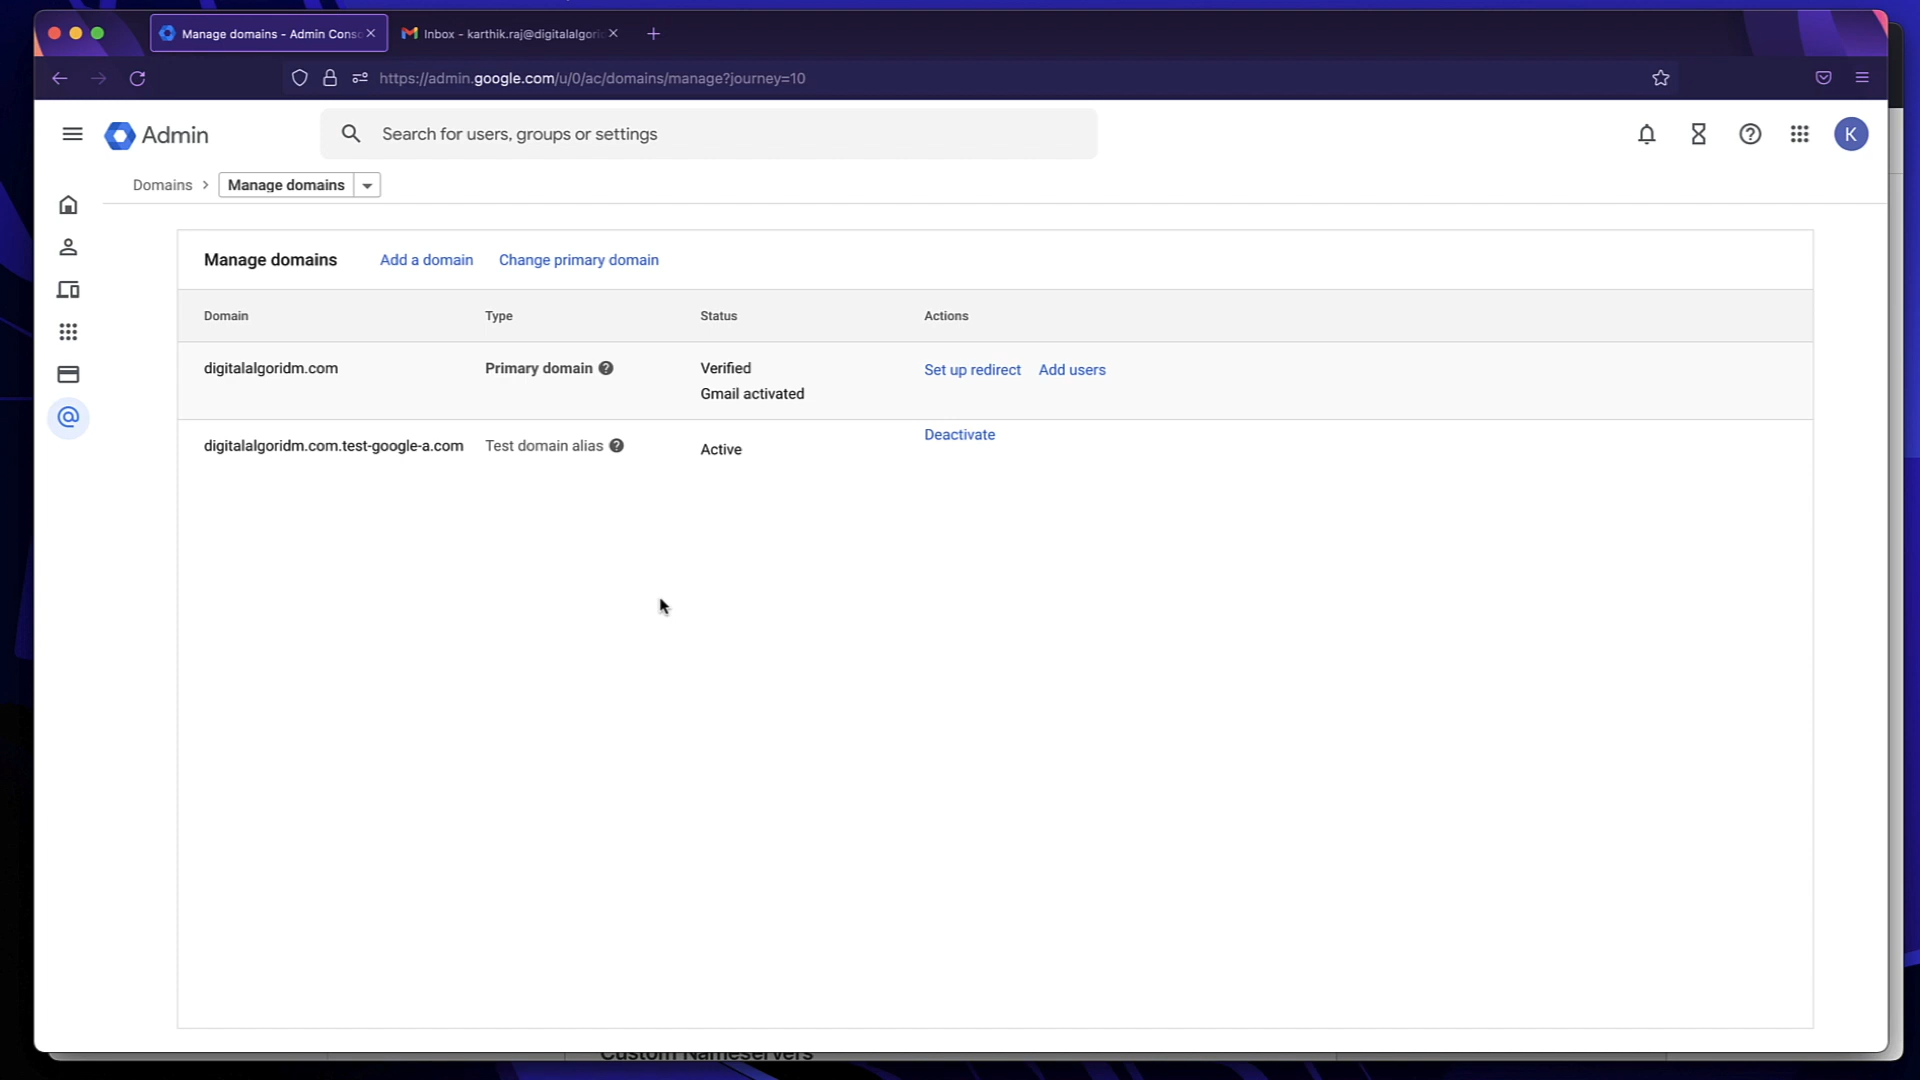 Manage domains - Admin Conso
Inbox - karthik.raj@digitalalgori
https://admin.google.com/u/0/ac/domains/manage?journey=10
Admin
Search for users, groups or settings
K
Domains > Manage domains
Manage domains Add a domain Change primary domain
Domain Type Status Actions
digitalalgoridm.com Primary domain Verified Set up redirect Add users
Gmail activated
digitalalgoridm.com.test-google-a.com Test domain alias Active Deactivate
Custom Nameservers